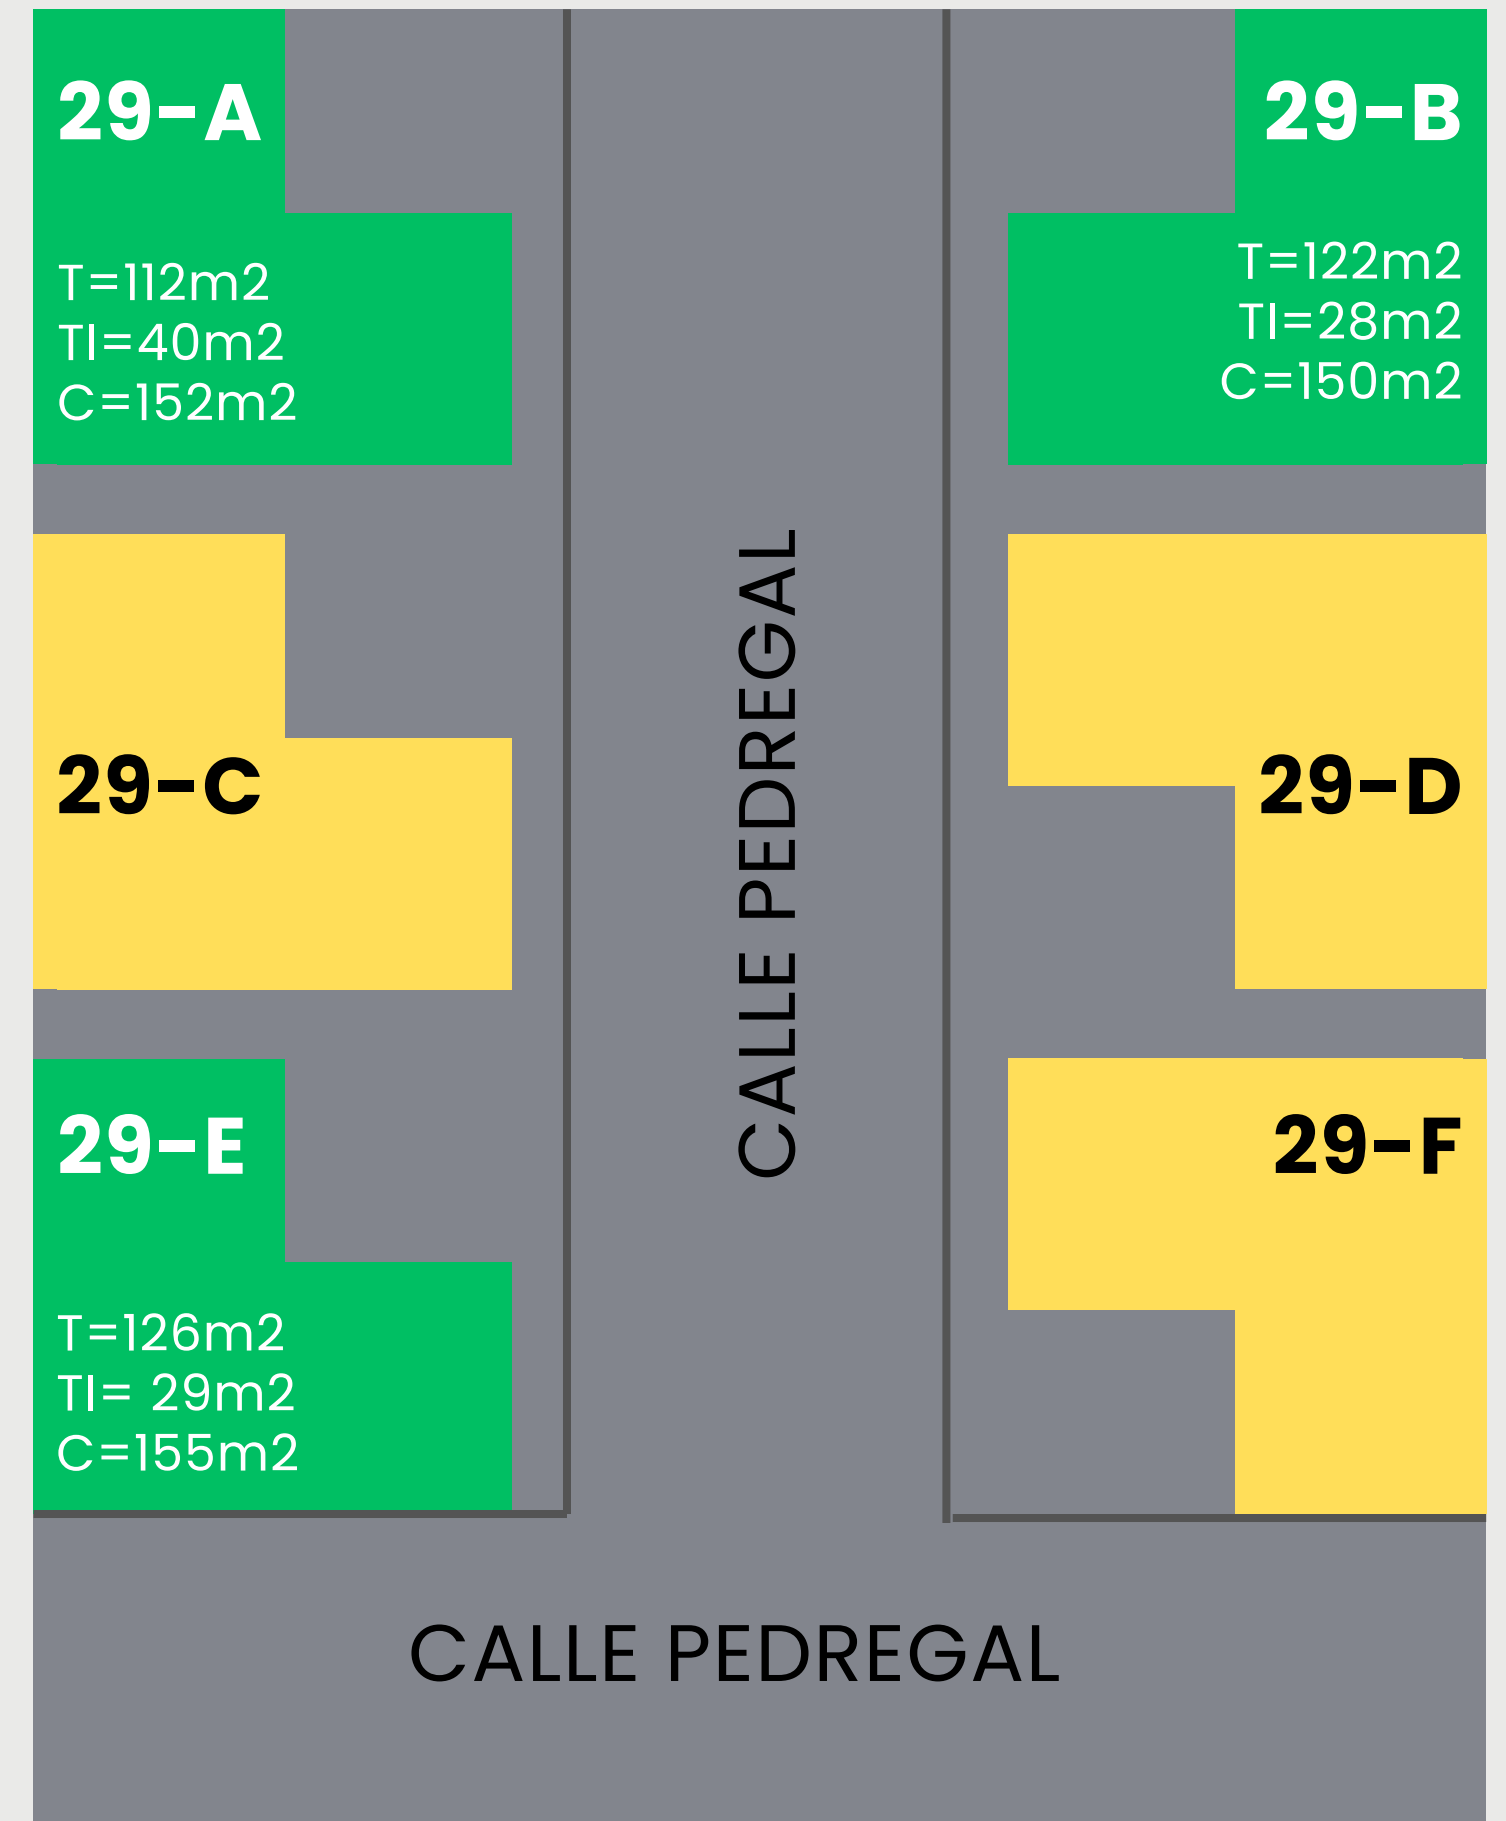 29-A
T=112m2
TI=40m2
C=152m2
29-B
T=122m2
TI=28m2
C=150m2
29-C
CALLE PEDREGAL
29-D
29-E
T=126m2
TI= 29m2
C=155m2
29-F
CALLE PEDREGAL